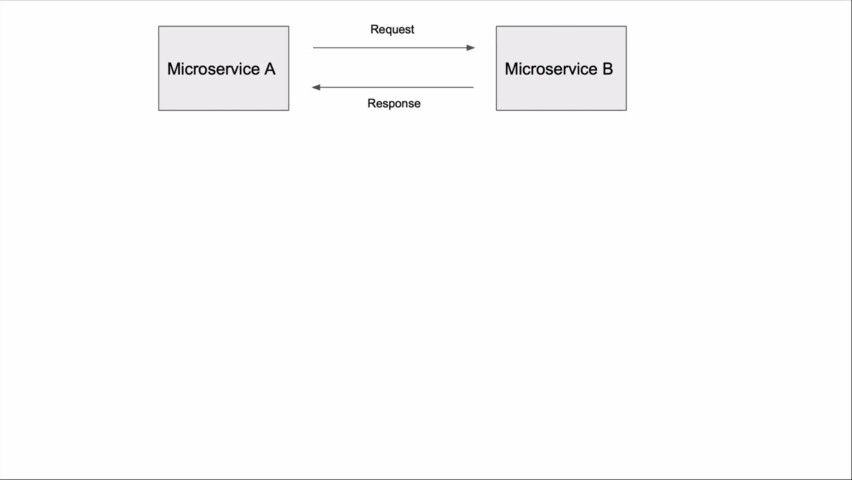 Request
Microservice A
Microservice B
Response